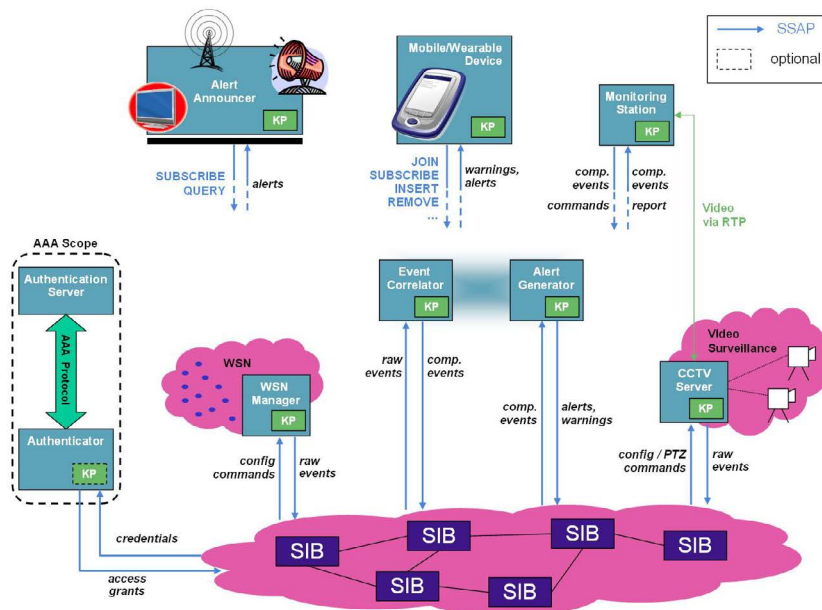 SSAP
optional
Alert
Announcer
KP
Mobile/Wearable
Device
KP
Monitoring
Station
KP
SUBSCRIBE
QUERY
alerts
JOIN
SUBSCRIBE
INSERT
REMOVE
...
warnings,
alerts
comp.
events
commands
comp.
events
report
Video
via RTP
AAA Scope
Authentication
Server
AAA Protocol
Authenticator
KP
Event
Correlator
KP
Alert
Generator
KP
WSN
WSN
Manager
KP
Video
Surveillance
CCTV
Server
KP
raw
events
comp.
events
comp.
events
alerts,
warnings
config
commands
raw
events
config / PTZ
commands
raw
events
credentials
access
grants
SIB
SIB
SIB
SIB
SIB
SIB